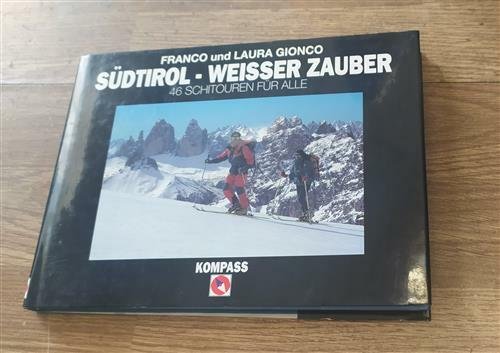 FRANCO und LAURA GIONCO
SÜDTIROL - WEISSER ZAUBER
46 SCHITOUREN FÜR ALLE
KOMPASS